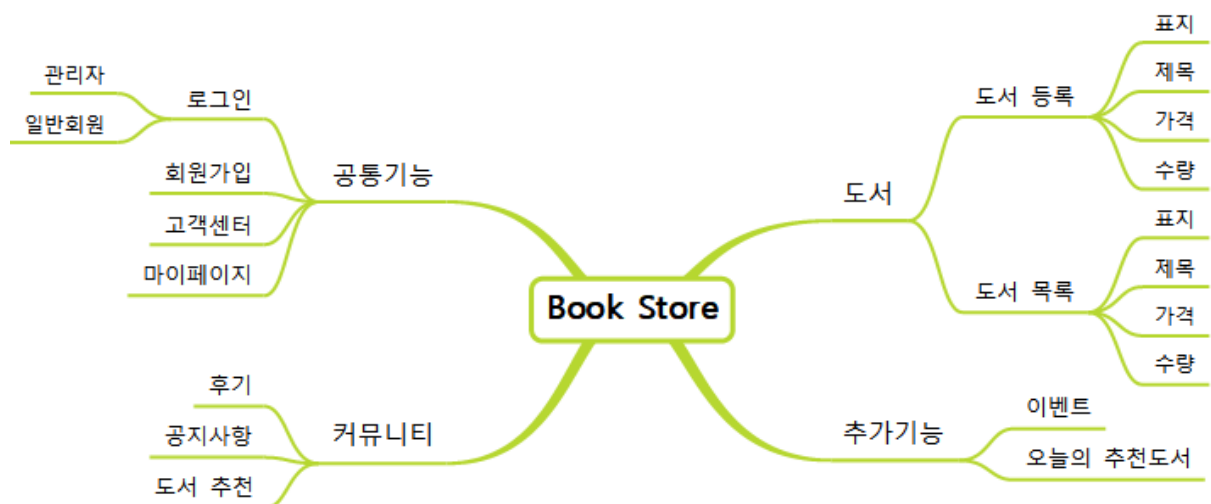 Book Store
공통기능
로그인
관리자
일반회원
회원가입
고객센터
마이페이지
커뮤니티
후기
공지사항
도서 추천
도서
도서 등록
표지
제목
가격
수량
도서 목록
표지
제목
가격
수량
추가기능
이벤트
오늘의 추천도서